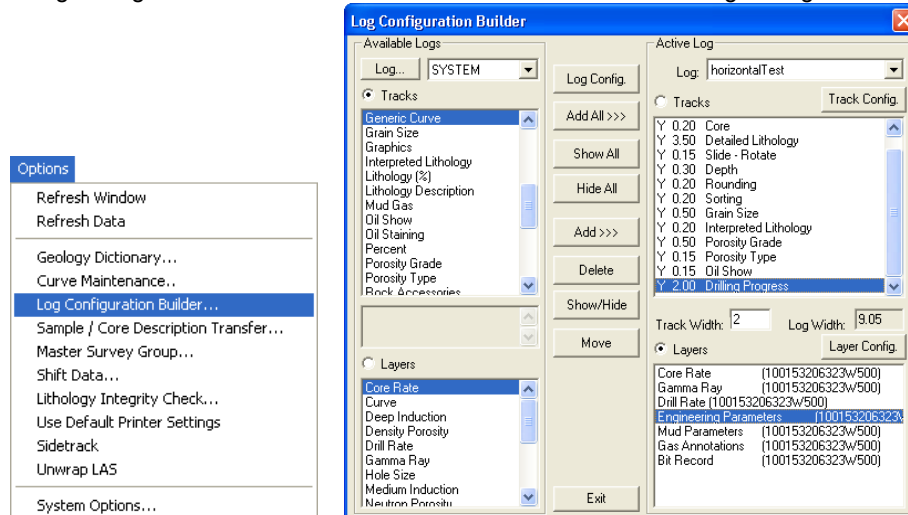 Options
Refresh Window
Refresh Data
Geology Dictionary...
Curve Maintenance..
Log Configuration Builder...
Sample / Core Description Transfer...
Master Survey Group...
Shift Data...
Lithology Integrity Check...
Use Default Printer Settings
Sidetrack
Unwrap LAS
System Options...
Log Configuration Builder
Available Logs
Log... SYSTEM
Tracks
Generic Curve
Grain Size
Graphics
Interpreted Lithology
Lithology (%)
Lithology Description
Mud Gas
Oil Show
Oil Staining
Percent
Porosity Grade
Porosity Type
Rock Accessories
Layers
Core Rate
Curve
Deep Induction
Density Porosity
Drill Rate
Gamma Ray
Hole Size
Medium Induction
Neutron Porosity
Log Config.
Add All >>>
Show All
Hide All
Add >>>
Delete
Show/Hide
Move
Exit
Active Log
Log: horizontalTest
Tracks Track Config.
Y 0.20 Core
Y 3.50 Detailed Lithology
Y 0.15 Slide - Rotate
Y 0.30 Depth
Y 0.20 Rounding
Y 0.20 Sorting
Y 0.50 Grain Size
Y 0.20 Interpreted Lithology
Y 0.50 Porosity Grade
Y 0.15 Porosity Type
Y 0.15 Oil Show
Y 2.00 Drilling Progress
Track Width: 2 Log Width: 9.05
Layers Layer Config.
Core Rate (100153206323W500)
Gamma Ray (100153206323W500)
Drill Rate (100153206323W500)
Engineering Parameters (100153206323W
Mud Parameters (100153206323W500)
Gas Annotations (100153206323W500)
Bit Record (100153206323W500)